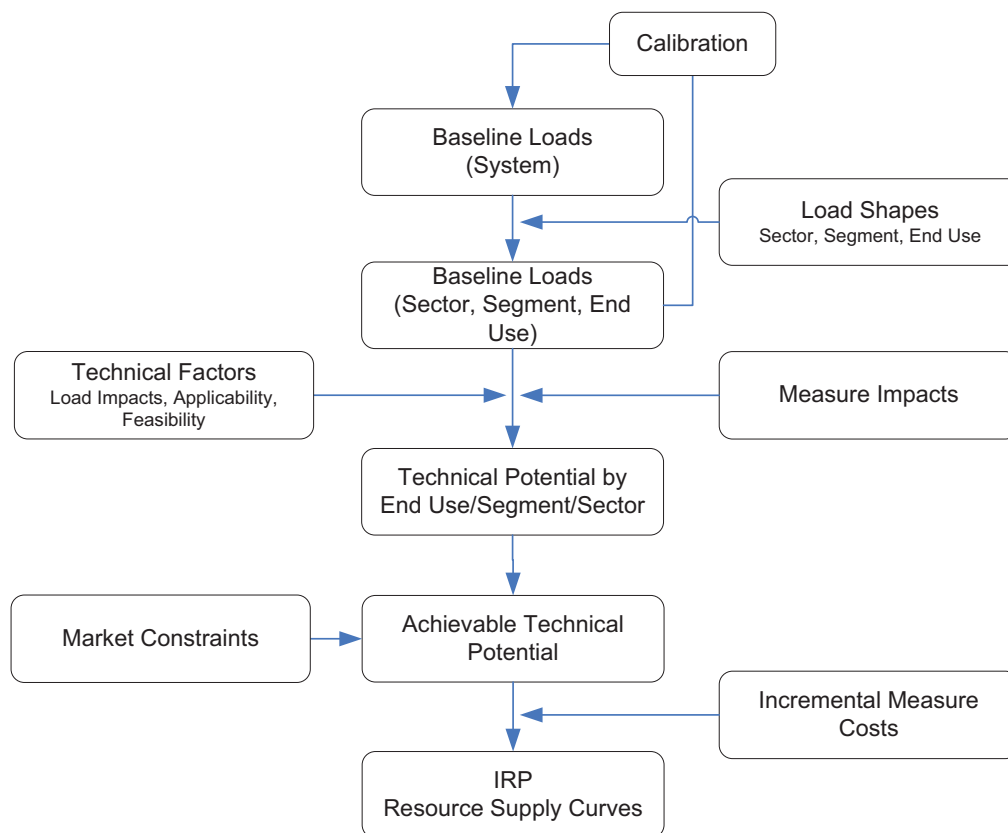 Calibration
Baseline Loads
(System)
Load Shapes
Sector, Segment, End Use
Baseline Loads
(Sector, Segment, End
Use)
Technical Factors
Load Impacts, Applicability,
Feasibility
Measure Impacts
Technical Potential by
End Use/Segment/Sector
Market Constraints
Achievable Technical
Potential
Incremental Measure
Costs
IRP
Resource Supply Curves